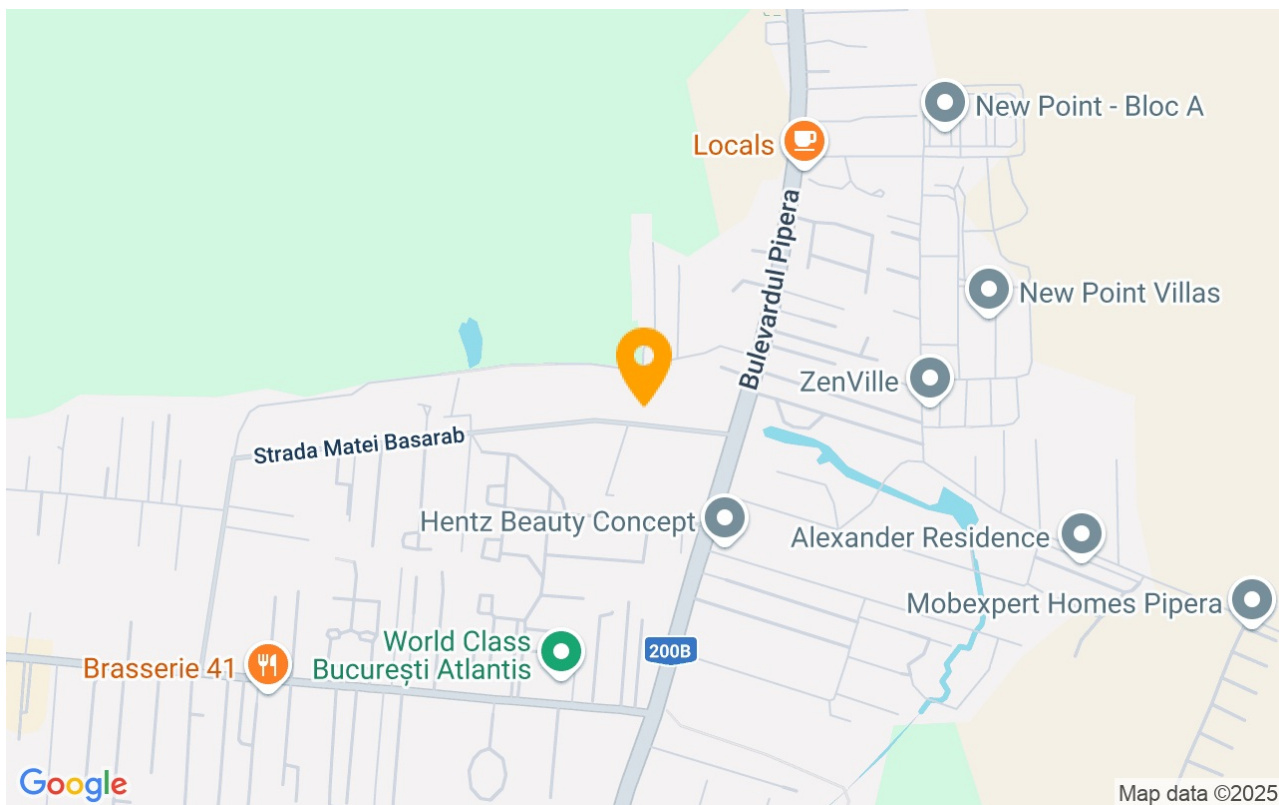 New Point - Bloc A
Locals
Bulevardul Pipera
New Point Villas
ZenVille
Strada Matei Basarab
Hentz Beauty Concept
Alexander Residence
Mobexpert Homes Pipera
World Class
București Atlantis
200B
Brasserie 41
Google
Map data ©2025